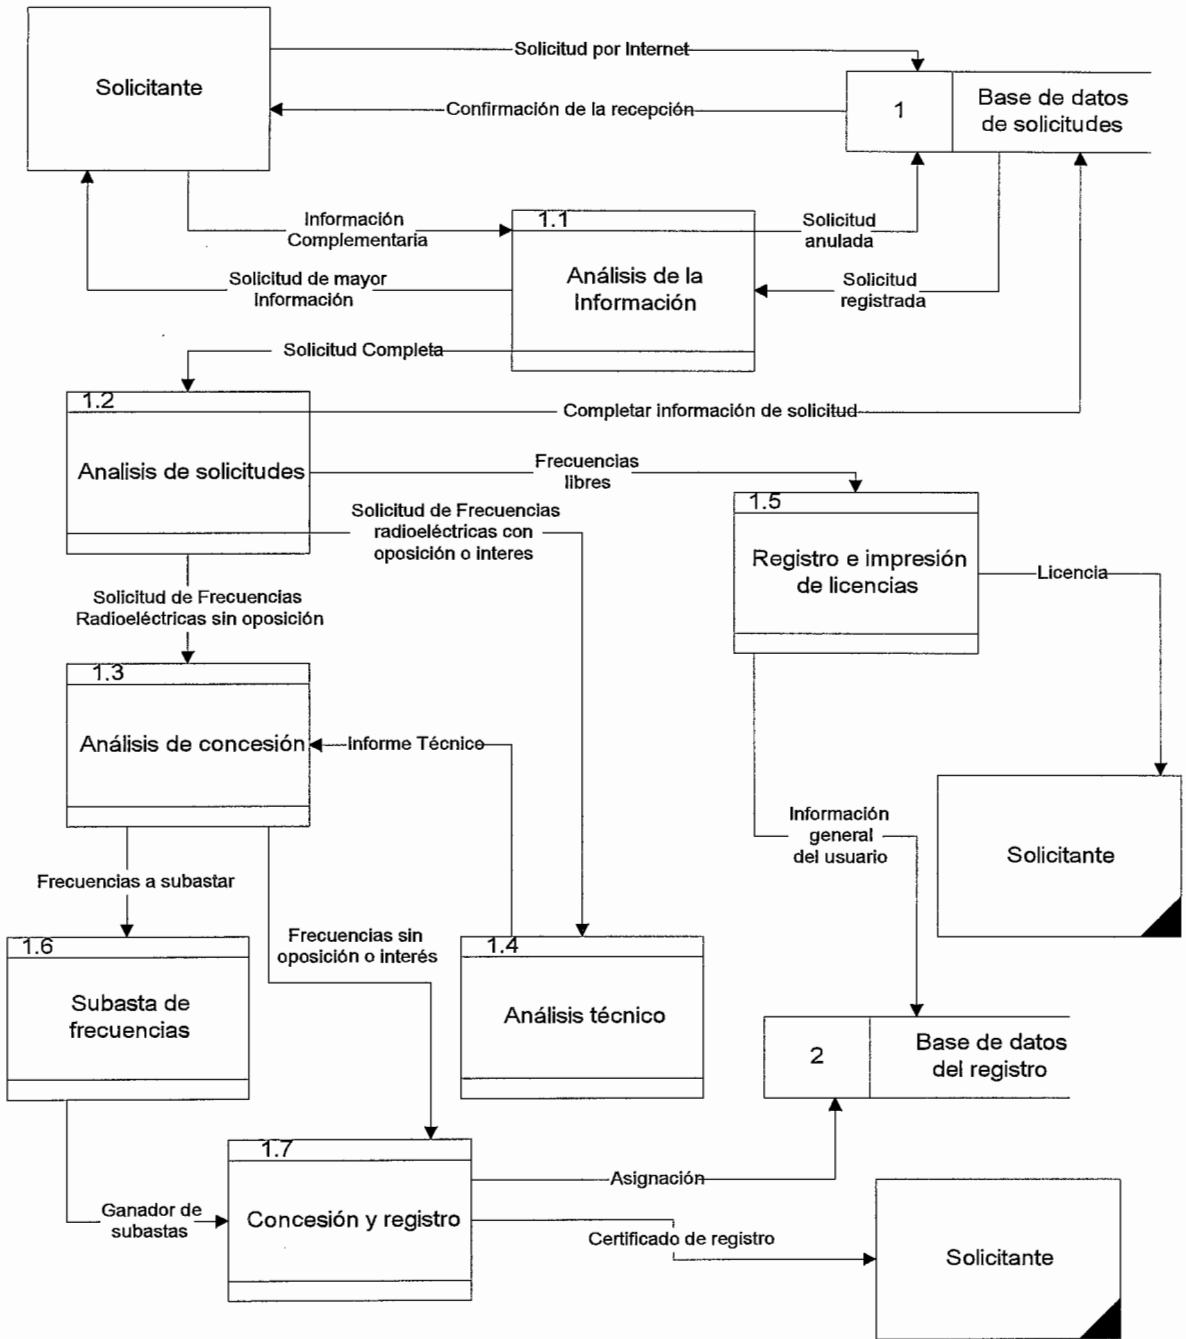 Solicitud por Internet
Solicitante
Confirmación de la recepción
1
Base de datos
de solicitudes
Información
Complementaria
1.1
Solicitud
anulada
Solicitud de mayor
Información
Análisis de la
Información
Solicitud
registrada
Solicitud Completa
1.2
Completar información de solicitud
Analisis de solicitudes
Frecuencias
libres
Solicitud de Frecuencias
radioeléctricas con
oposición o interes
1.5
Registro e impresión
de licencias
Licencia
Solicitud de Frecuencias
Radioeléctricas sin oposición
1.3
Análisis de concesión
Informe Técnico
Información
general
del usuario
Solicitante
Frecuencias a subastar
Frecuencias sin
oposición o interés
1.6
Subasta de
frecuencias
1.4
Análisis técnico
2
Base de datos
del registro
1.7
Asignación
Ganador de
subastas
Concesión y registro
Certificado de registro
Solicitante